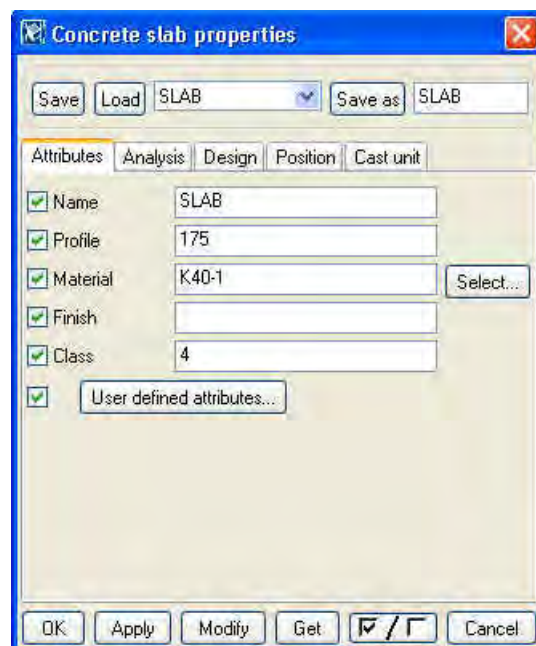 Concrete slab properties
Save Load SLAB Save as SLAB
Attributes Analysis Design Position Cast unit
Name SLAB
Profile 175
Material K40-1 Select...
Finish
Class 4
User defined attributes...
OK Apply Modify Get / Cancel